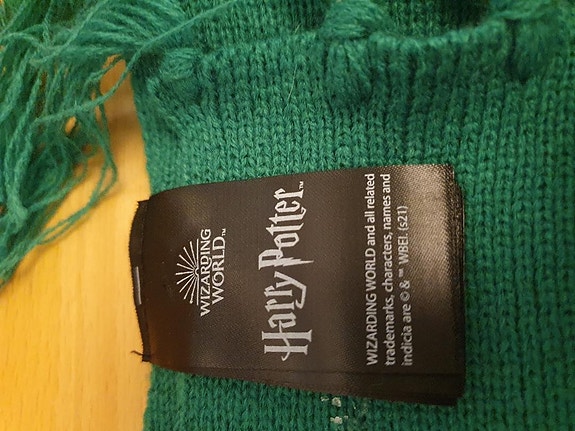 WIZARDING
WORLD™
Harry Potter™
WIZARDING WORLD and all related
trademarks, characters, names and
indicia are © & ™ WBEI. (s21)